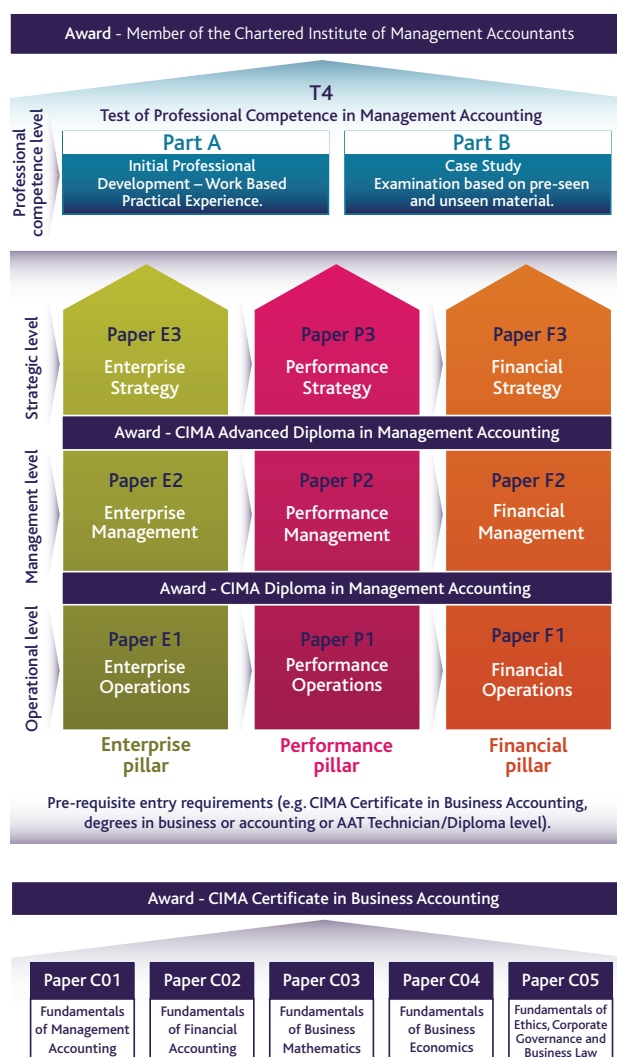 Award - Member of the Chartered Institute of Management Accountants
T4
Test of Professional Competence in Management Accounting
Professional
competence level
Part A
Initial Professional
Development – Work Based
Practical Experience.
Part B
Case Study
Examination based on pre-seen
and unseen material.
Strategic level
Paper E3
Enterprise
Strategy
Paper P3
Performance
Strategy
Paper F3
Financial
Strategy
Award - CIMA Advanced Diploma in Management Accounting
Management level
Paper E2
Enterprise
Management
Paper P2
Performance
Management
Paper F2
Financial
Management
Award - CIMA Diploma in Management Accounting
Operational level
Paper E1
Enterprise
Operations
Paper P1
Performance
Operations
Paper F1
Financial
Operations
Enterprise
pillar
Performance
pillar
Financial
pillar
Pre-requisite entry requirements (e.g. CIMA Certificate in Business Accounting,
degrees in business or accounting or AAT Technician/Diploma level).
Award - CIMA Certificate in Business Accounting
Paper C01
Fundamentals
of Management
Accounting
Paper C02
Fundamentals
of Financial
Accounting
Paper C03
Fundamentals
of Business
Mathematics
Paper C04
Fundamentals
of Business
Economics
Paper C05
Fundamentals of
Ethics, Corporate
Governance and
Business Law